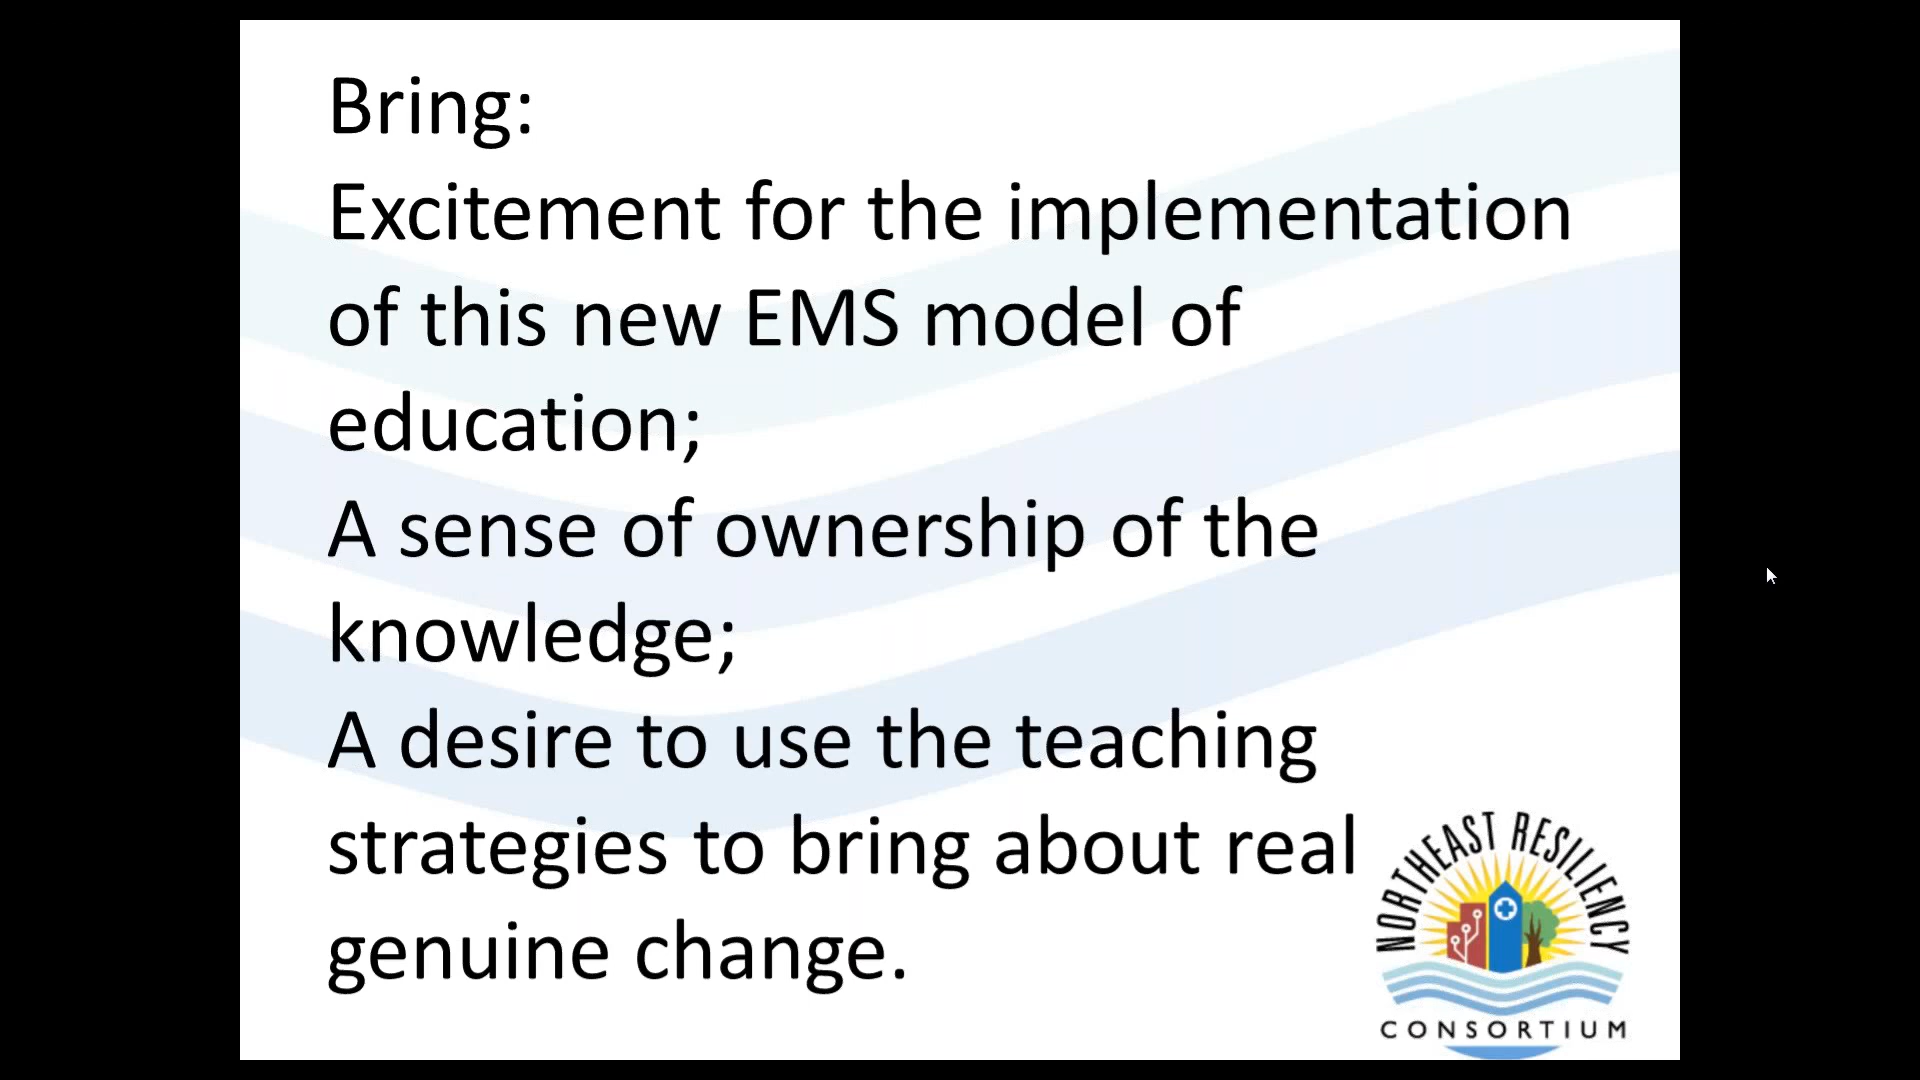 Bring:
Excitement for the implementation
of this new EMS model of
education;
A sense of ownership of the
knowledge;
A desire to use the teaching
strategies to bring about real
genuine change.
NORTHEAST RESILIENCY
CONSORTIUM